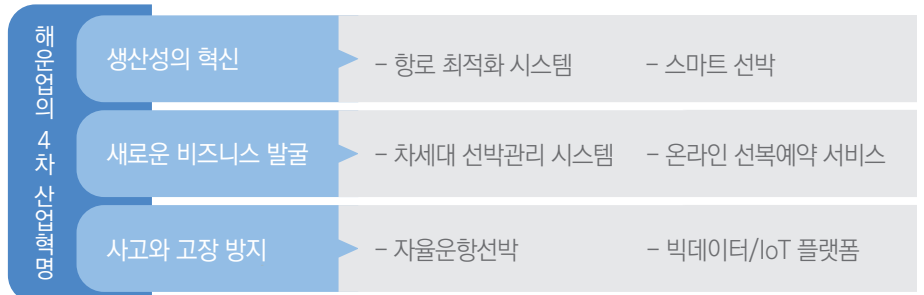 해운업의 4차 산업혁명
생산성의 혁신
- 항로 최적화 시스템
- 스마트 선박
새로운 비즈니스 발굴
- 차세대 선박관리 시스템
- 온라인 선복예약 서비스
사고와 고장 방지
- 자율운항선박
- 빅데이터/IoT 플랫폼